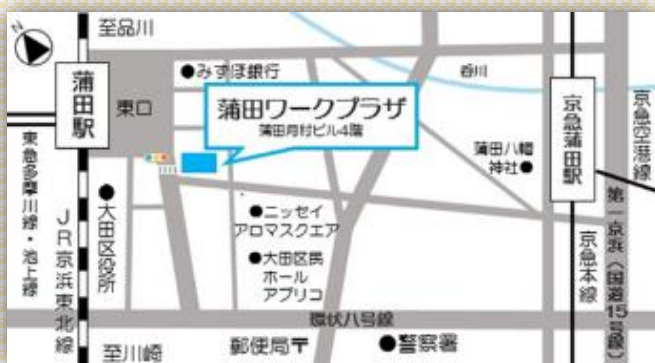 N
至品川
みずほ銀行
呑川
蒲田駅
東口
蒲田ワークプラザ
蒲田月村ビル4階
京急蒲田駅
京急空港線
蒲田八幡
神社
東急多摩川線・池上線
JR京浜東北線
大田区役所
ニッセイ
アロマスクエア
大田区民
ホール
アプリコ
京急本線
第一京浜(国道15号線)
環状八号線
至川崎
郵便局〒
警察署